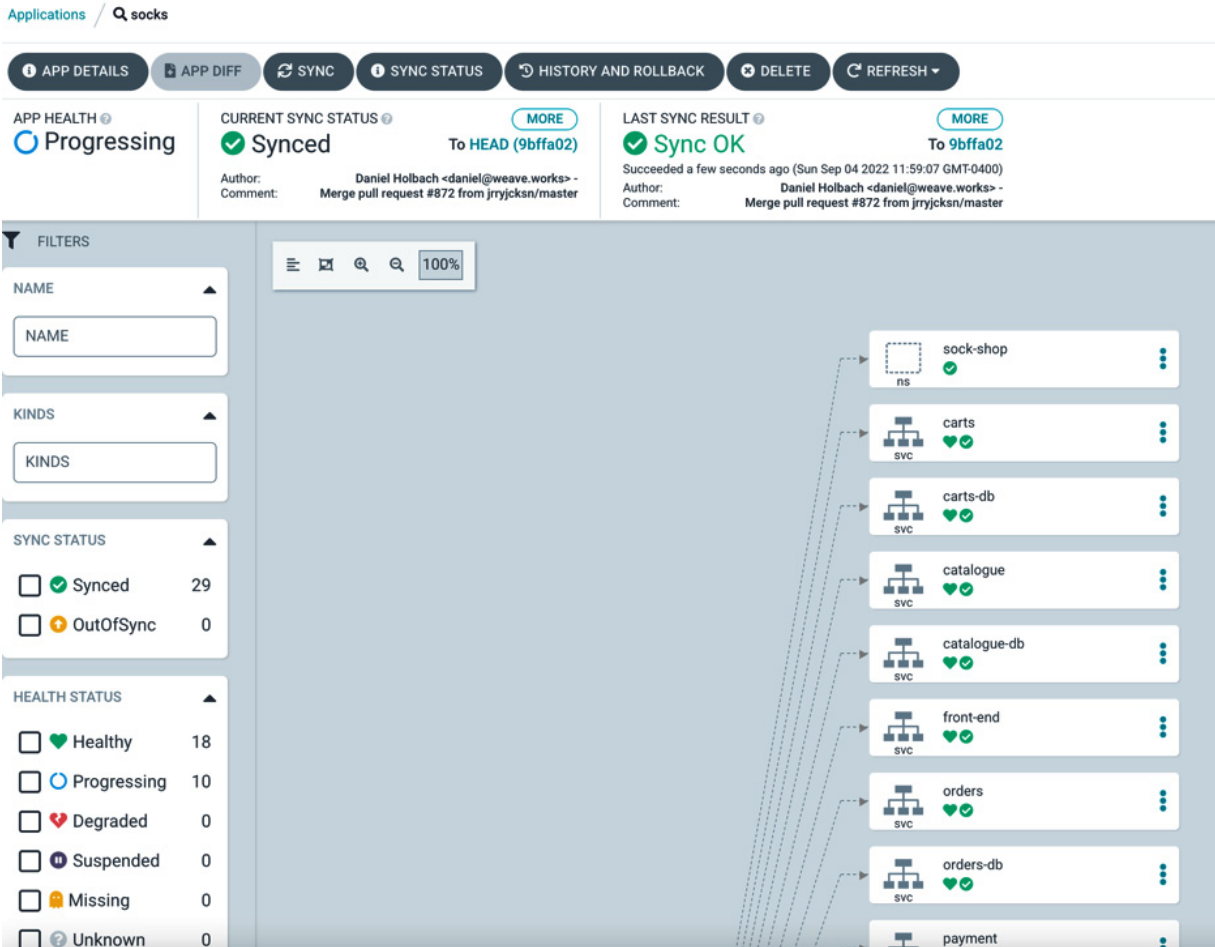 Applications / socks
APP DETAILS APP DIFF SYNC SYNC STATUS HISTORY AND ROLLBACK DELETE REFRESH
APP HEALTH
Progressing
CURRENT SYNC STATUS MORE
Synced To HEAD (9bffa02)
Author: Daniel Holbach <daniel@weave.works> -
Comment: Merge pull request #872 from jrryjcksn/master
LAST SYNC RESULT MORE
Sync OK To 9bffa02
Succeeded a few seconds ago (Sun Sep 04 2022 11:59:07 GMT-0400)
Author: Daniel Holbach <daniel@weave.works> -
Comment: Merge pull request #872 from jrryjcksn/master
FILTERS
NAME
NAME
KINDS
KINDS
SYNC STATUS
Synced 29
OutOfSync 0
HEALTH STATUS
Healthy 18
Progressing 10
Degraded 0
Suspended 0
Missing 0
Unknown 0
100%
sock-shop
ns
carts
svc
carts-db
svc
catalogue
svc
catalogue-db
svc
front-end
svc
orders
svc
orders-db
svc
payment